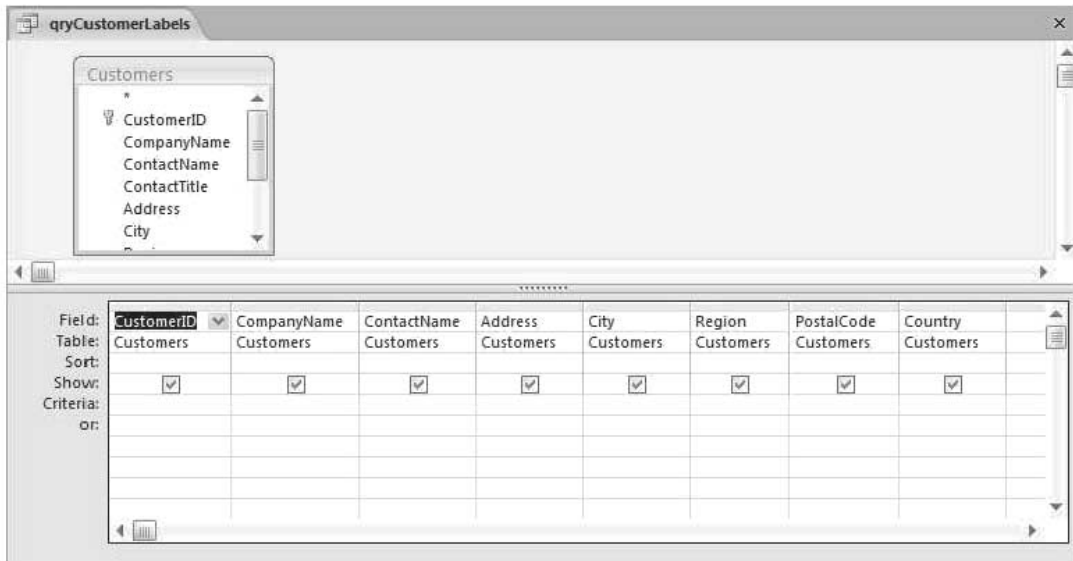 qryCustomerLabels
Customers
*
CustomerID
CompanyName
ContactName
ContactTitle
Address
City
Field: CustomerID CompanyName ContactName Address City Region PostalCode Country
Table: Customers Customers Customers Customers Customers Customers Customers Customers
Sort:
Show:
Criteria:
or: